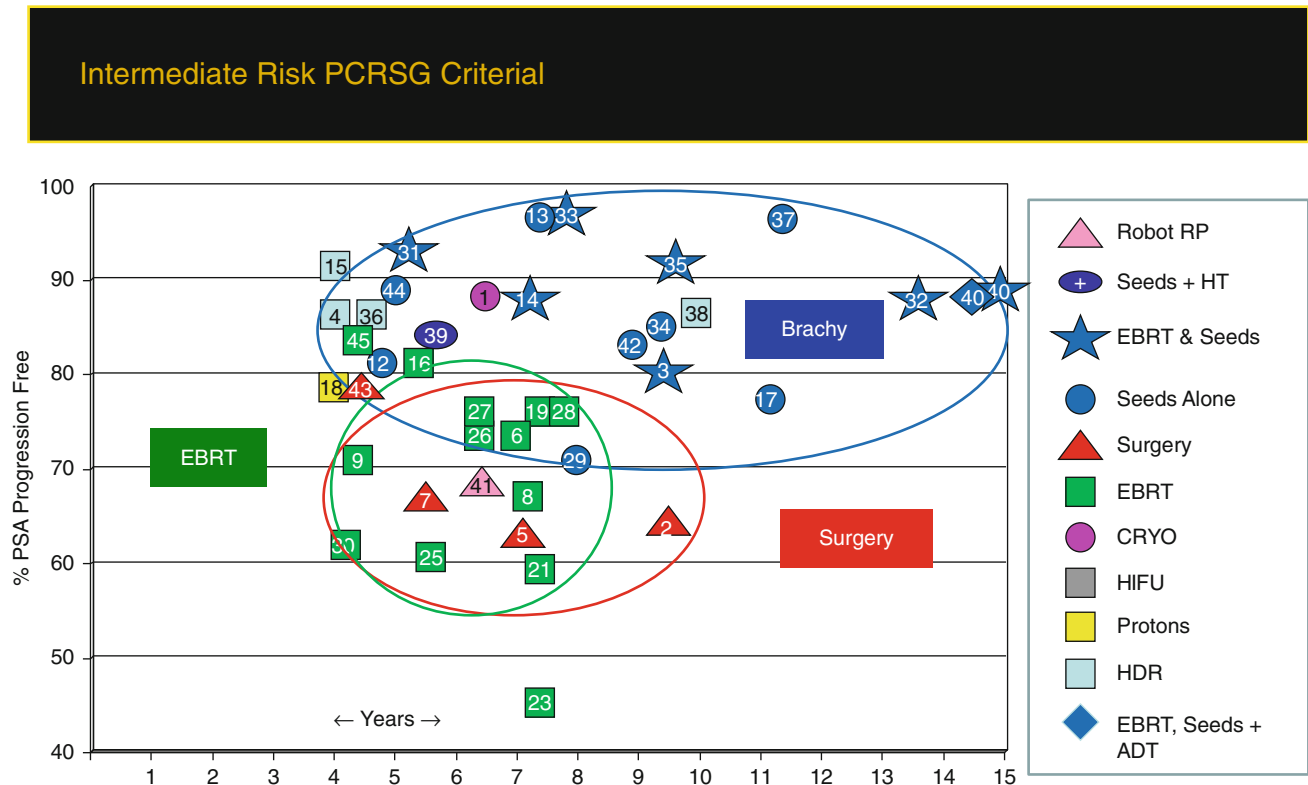 Intermediate Risk PCRSG Criterial
% PSA Progression Free
100
90
80
70
60
50
40
1 2 3 4 5 6 7 8 9 10 11 12 13 14 15
← Years →
EBRT
Brachy
Surgery
13 33 37
31 35
15
44 1 14 32 40 40
4 36 38
45 39 34
42
12 16 3
18 43 17
27 19 28
26 6
9 29
41
7 8
5 2
30 25 21
23
Robot RP
+ Seeds + HT
EBRT & Seeds
Seeds Alone
Surgery
EBRT
CRYO
HIFU
Protons
HDR
EBRT, Seeds +
ADT